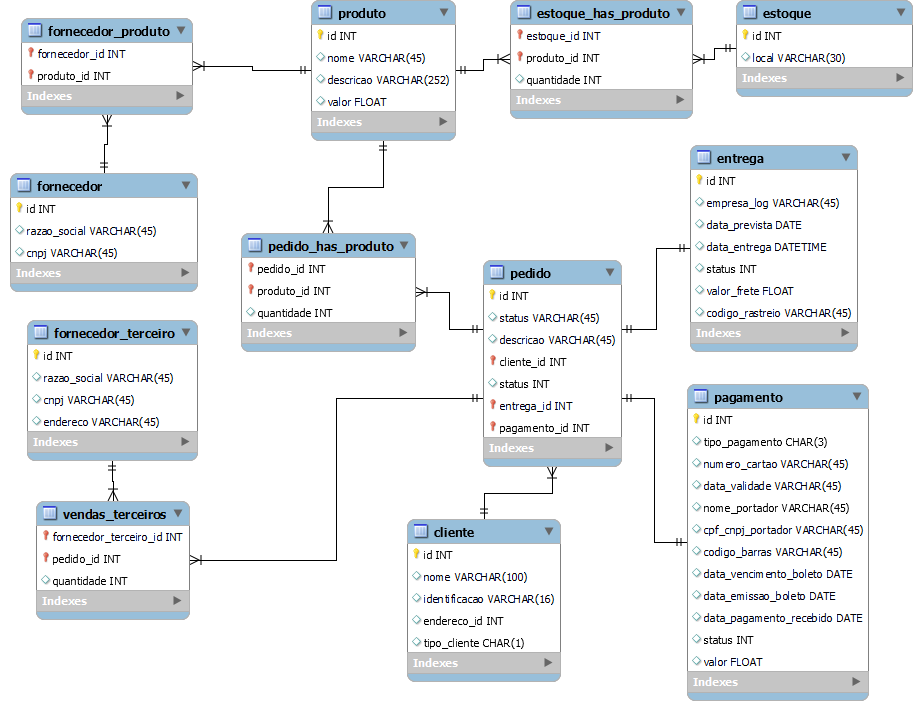 fornecedor_produto
fornecedor_id INT
produto_id INT
Indexes
produto
id INT
nome VARCHAR(45)
descricao VARCHAR(252)
valor FLOAT
Indexes
estoque_has_produto
estoque_id INT
produto_id INT
quantidade INT
Indexes
estoque
id INT
local VARCHAR(30)
Indexes
fornecedor
id INT
razao_social VARCHAR(45)
cnpj VARCHAR(45)
Indexes
pedido_has_produto
pedido_id INT
produto_id INT
quantidade INT
Indexes
pedido
id INT
status VARCHAR(45)
descricao VARCHAR(45)
cliente_id INT
status INT
entrega_id INT
pagamento_id INT
Indexes
entrega
id INT
empresa_log VARCHAR(45)
data_prevista DATE
data_entrega DATETIME
status INT
valor_frete FLOAT
codigo_rastreio VARCHAR(45)
Indexes
fornecedor_terceiro
id INT
razao_social VARCHAR(45)
cnpj VARCHAR(45)
endereco VARCHAR(45)
Indexes
vendas_terceiros
fornecedor_terceiro_id INT
pedido_id INT
quantidade INT
Indexes
cliente
id INT
nome VARCHAR(100)
identificacao VARCHAR(16)
endereco_id INT
tipo_cliente CHAR(1)
Indexes
pagamento
id INT
tipo_pagamento CHAR(3)
numero_cartao VARCHAR(45)
data_validade VARCHAR(45)
nome_portador VARCHAR(45)
cpf_cnpj_portador VARCHAR(45)
codigo_barras VARCHAR(45)
data_vencimento_boleto DATE
data_emissao_boleto DATE
data_pagamento_recebido DATE
status INT
valor FLOAT
Indexes